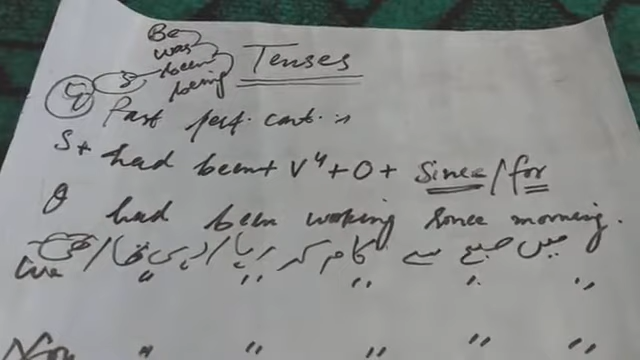 Be
was
been
being
Tenses
Past perf. cont. :
S + had been + V4 + O + Since / for
I had been working since morning.
میں صبح سے کام کر رہا / رہی تھا / تھی
We " " " " "
" " " " "